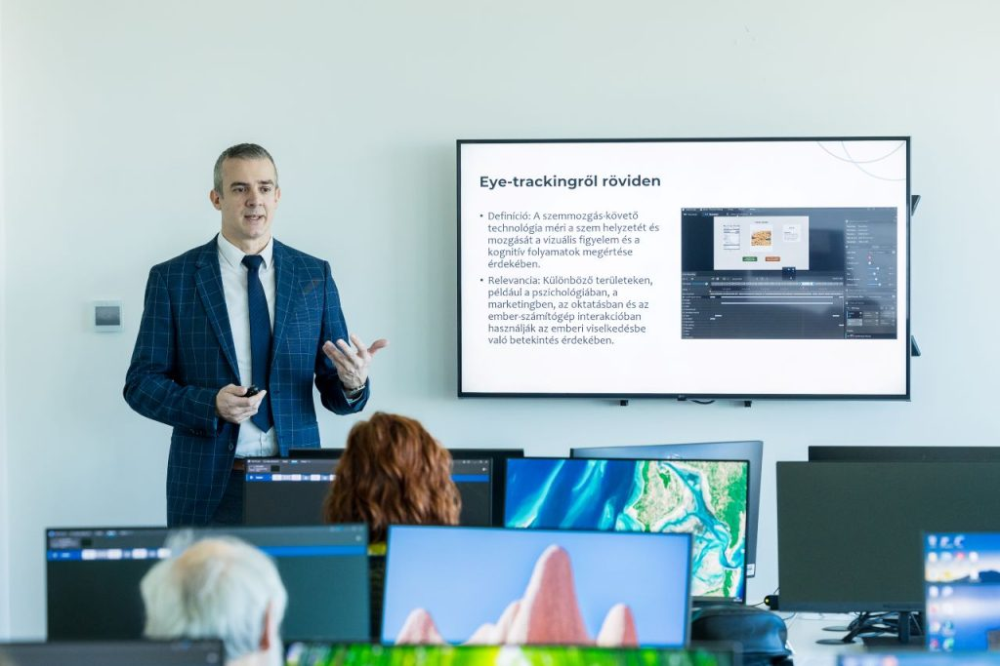 Eye-trackingről röviden
• Definíció: A szemmozgás-követő
technológia méri a szem helyzetét és
mozgását a vizuális figyelem és a
kognitív folyamatok megértése
érdekében.
• Relevancia: Különböző területeken,
például a pszichológiában, a
marketingben, az oktatásban és az
ember-számítógép interakcióban
használják az emberi viselkedésbe
való betekintés érdekében.